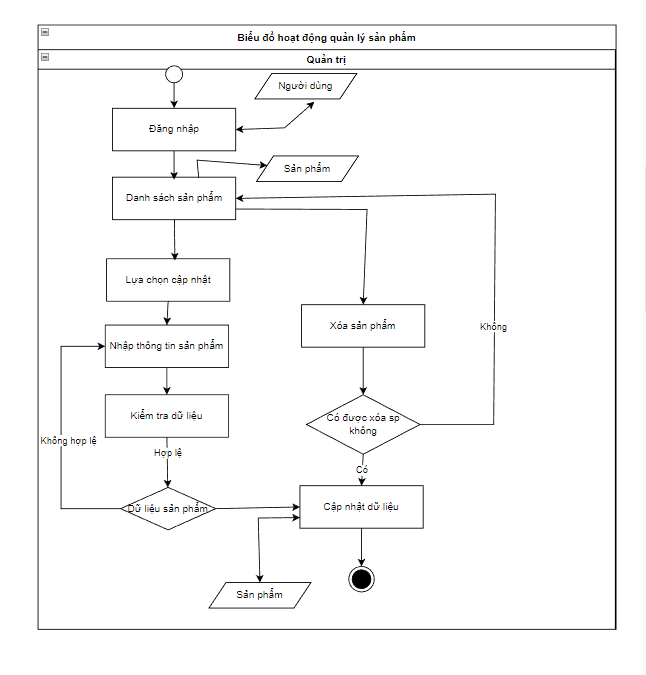 Biểu đồ hoạt động quản lý sản phẩm
Quản trị
Người dùng
Đăng nhập
Sản phẩm
Danh sách sản phẩm
Lựa chọn cập nhật
Xóa sản phẩm
Không
Nhập thông tin sản phẩm
Kiểm tra dữ liệu
Có được xóa sp
không
Không hợp lệ
Hợp lệ
Có
Dữ liệu sản phẩm
Cập nhật dữ liệu
Sản phẩm